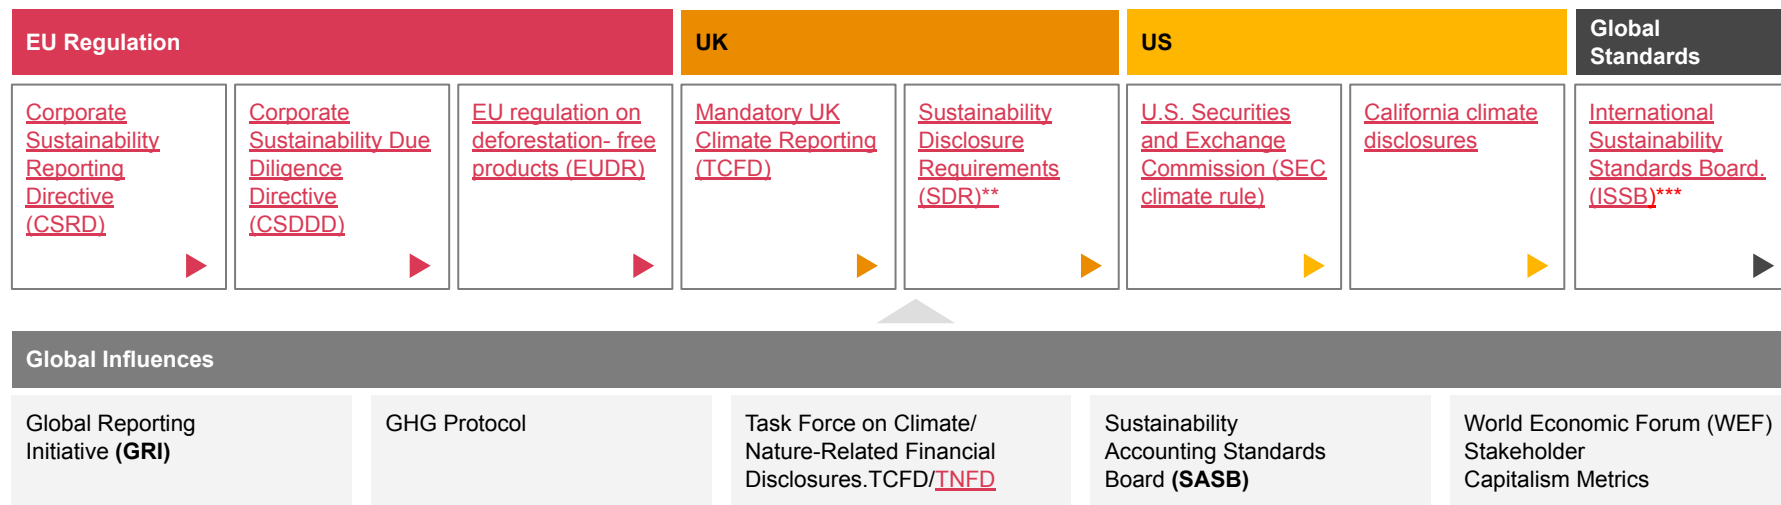 EU Regulation
UK
US
Global
Standards
Corporate
Sustainability
Reporting
Directive
(CSRD)
Corporate
Sustainability Due
Diligence
Directive
(CSDDD)
EU regulation on
deforestation- free
products (EUDR)
Mandatory UK
Climate Reporting
(TCFD)
Sustainability
Disclosure
Requirements
(SDR)**
U.S. Securities
and Exchange
Commission (SEC
climate rule)
California climate
disclosures
International
Sustainability
Standards Board.
(ISSB)***
Global Influences
Global Reporting
Initiative (GRI)
GHG Protocol
Task Force on Climate/
Nature-Related Financial
Disclosures.TCFD/TNFD
Sustainability
Accounting Standards
Board (SASB)
World Economic Forum (WEF)
Stakeholder
Capitalism Metrics